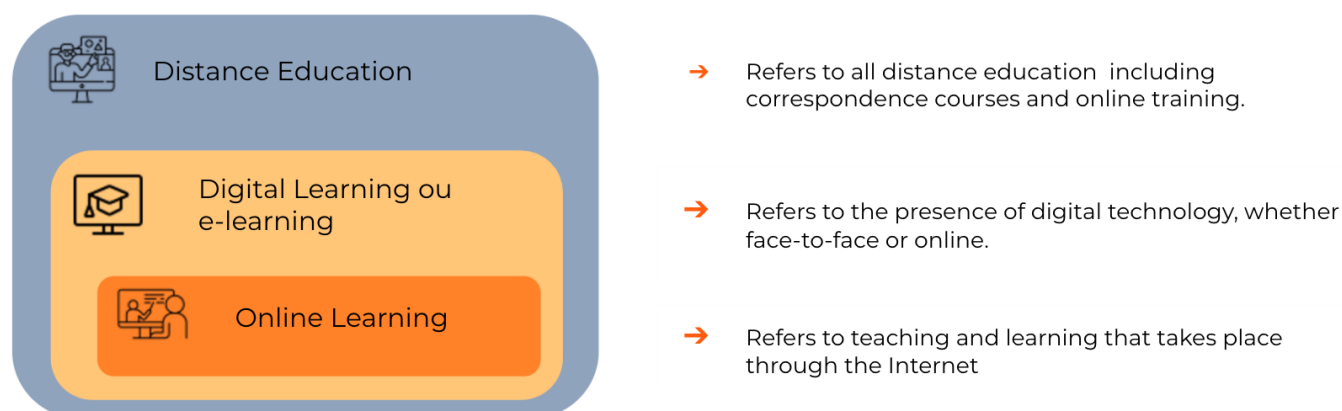 Distance Education
Refers to all distance education including
correspondence courses and online training.
Digital Learning ou
e-learning
Refers to the presence of digital technology, whether
face-to-face or online.
Online Learning
Refers to teaching and learning that takes place
through the Internet